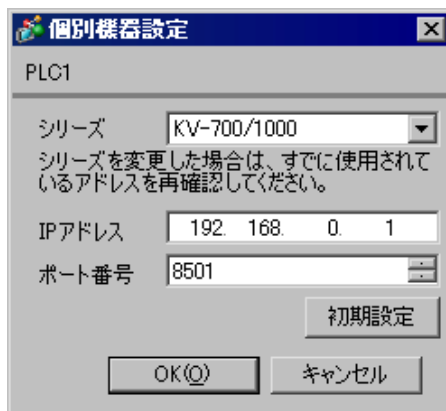 個別機器設定
PLC1
シリーズ KV-700/1000
シリーズを変更した場合は、すでに使用されて
いるアドレスを再確認してください。
IPアドレス 192. 168. 0. 1
ポート番号 8501
初期設定
OK(O) キャンセル